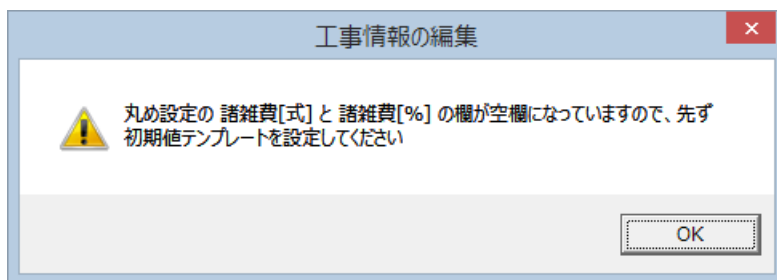 工事情報の編集
丸め設定の 諸雑費[式] と 諸雑費[%] の欄が空欄になっていますので、先ず
初期値テンプレートを設定してください
OK